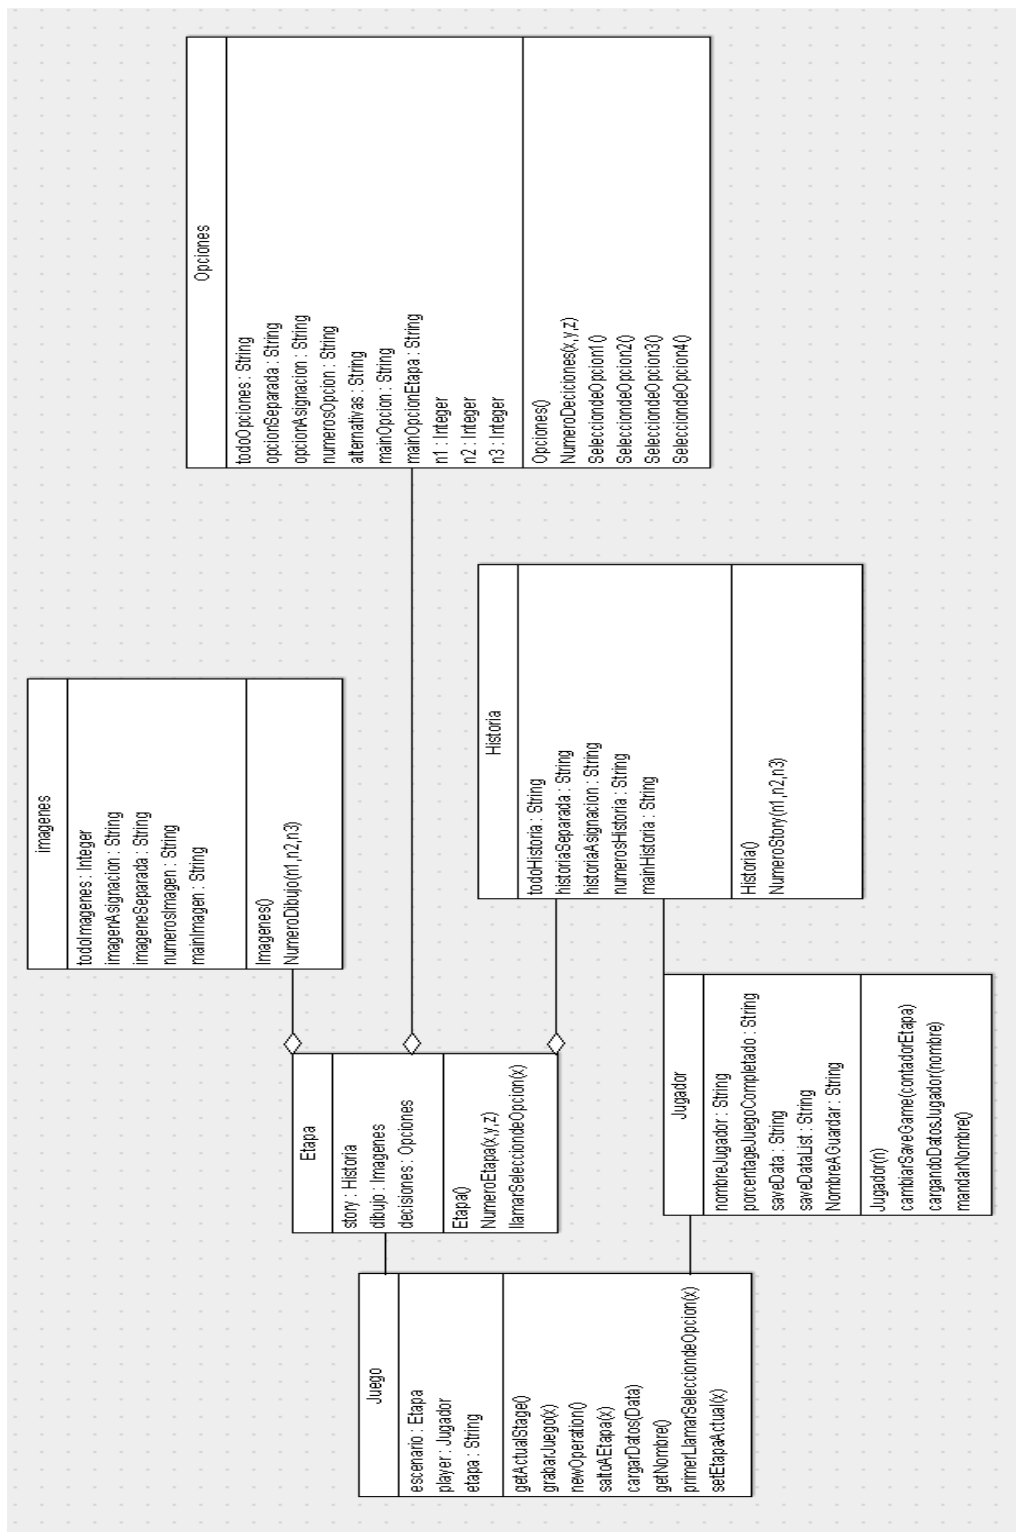 Juego
escenario : Etapa
player : Jugador
etapa : String
getActualStage()
grabarJuego(x)
newOperation()
saltoAEtapa(x)
cargarDatos(Data)
getNombre()
primerLlamarSelecciondeOpcion(x)
setEtapaActual(x)
Etapa
story : Historia
dibujo : Imagenes
decisiones : Opciones
Etapa()
NumeroEtapa(x,y,z)
llamarSelecciondeOpcion(x)
Jugador
nombreJugador : String
porcentageJuegoCompletado : String
saveData : String
saveDataList : String
NombreAGuardar : String
Jugador(n)
cambiarSaveGame(contadorEtapa)
cargandoDatosJugador(nombre)
mandarNombre()
imagenes
todoImagenes : Integer
imagenAsignacion : String
imageneSeparada : String
numerosImagen : String
mainImagen : String
Imagenes()
NumeroDibujo(n1,n2,n3)
Historia
todoHistoria : String
historiaSeparada : String
historiaAsignacion : String
numerosHistoria : String
mainHistoria : String
Historia()
NumeroStory(n1,n2,n3)
Opciones
todoOpciones : String
opcionSeparada : String
opcionAsignacion : String
numerosOpcion : String
alternativas : String
mainOpcion : String
mainOpcionEtapa : String
n1 : Integer
n2 : Integer
n3 : Integer
Opciones()
NumeroDeciciones(x,y,z)
SelecciondeOpcion1()
SelecciondeOpcion2()
SelecciondeOpcion3()
SelecciondeOpcion4()